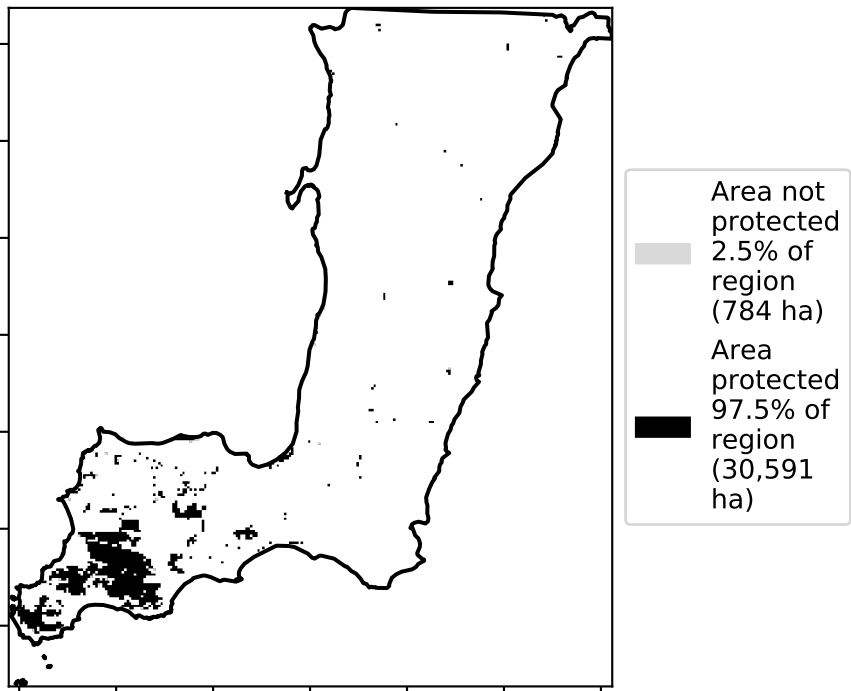 Area not
protected
2.5% of
region
(784 ha)
Area
protected
97.5% of
region
(30,591
ha)